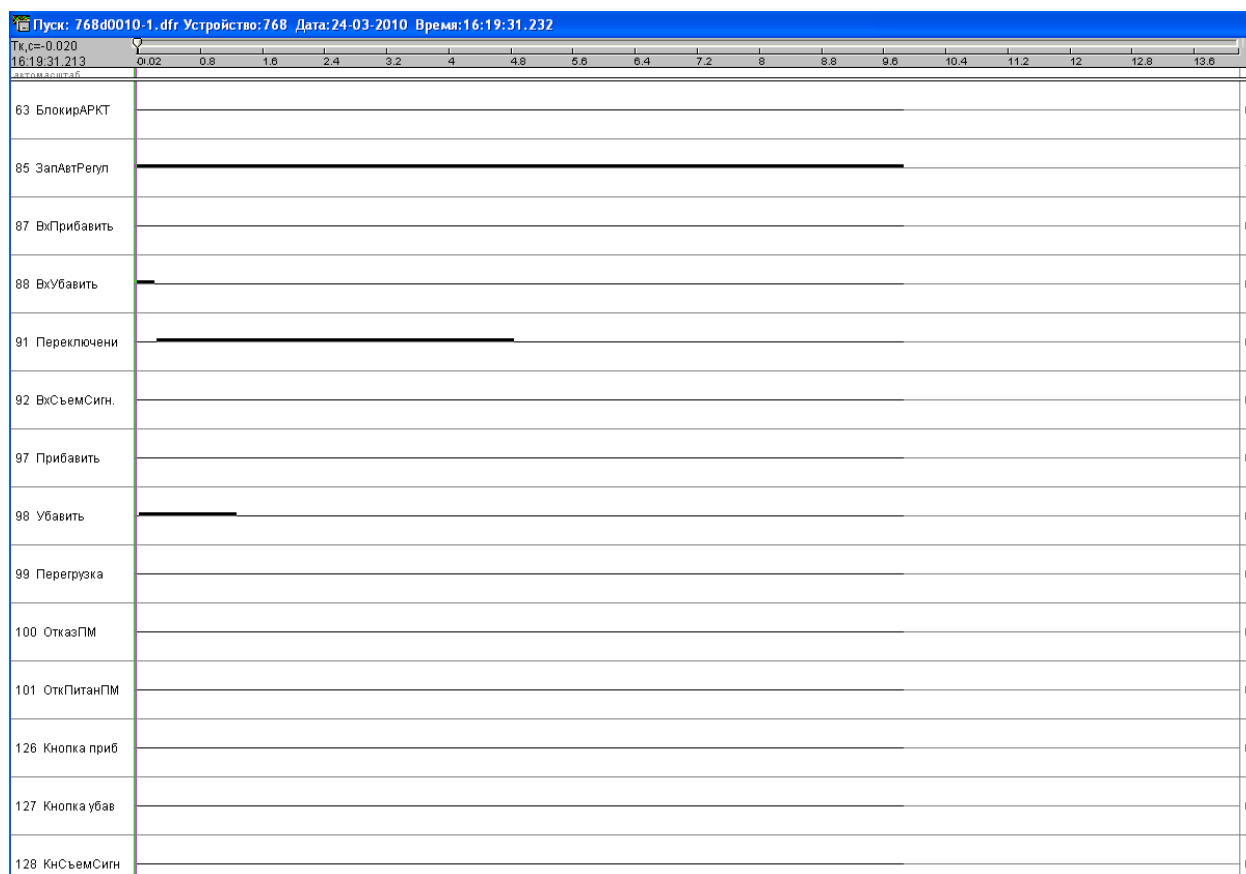 Пуск: 768d0010-1.dfr Устройство:768 Дата:24-03-2010 Время:16:19:31.232
Тк,с=-0.020
16:19:31.213
0.02 0.8 1.6 2.4 3.2 4 4.8 5.6 6.4 7.2 8 8.8 9.6 10.4 11.2 12 12.8 13.6
автомасштаб
63 БлокирАРКТ
85 ЗапАвтРегул
87 ВхПрибавить
88 ВхУбавить
91 Переключени
92 ВхСъемСигн.
97 Прибавить
98 Убавить
99 Перегрузка
100 ОтказПМ
101 ОткПитанПМ
126 Кнопка приб
127 Кнопка убав
128 КнСъемСигн